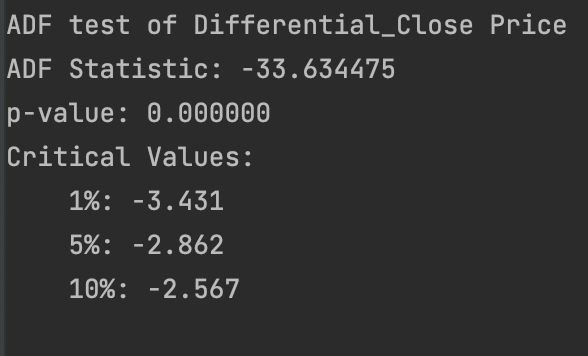 ADF test of Differential_Close Price
ADF Statistic: -33.634475
p-value: 0.000000
Critical Values:
    1%: -3.431
    5%: -2.862
    10%: -2.567